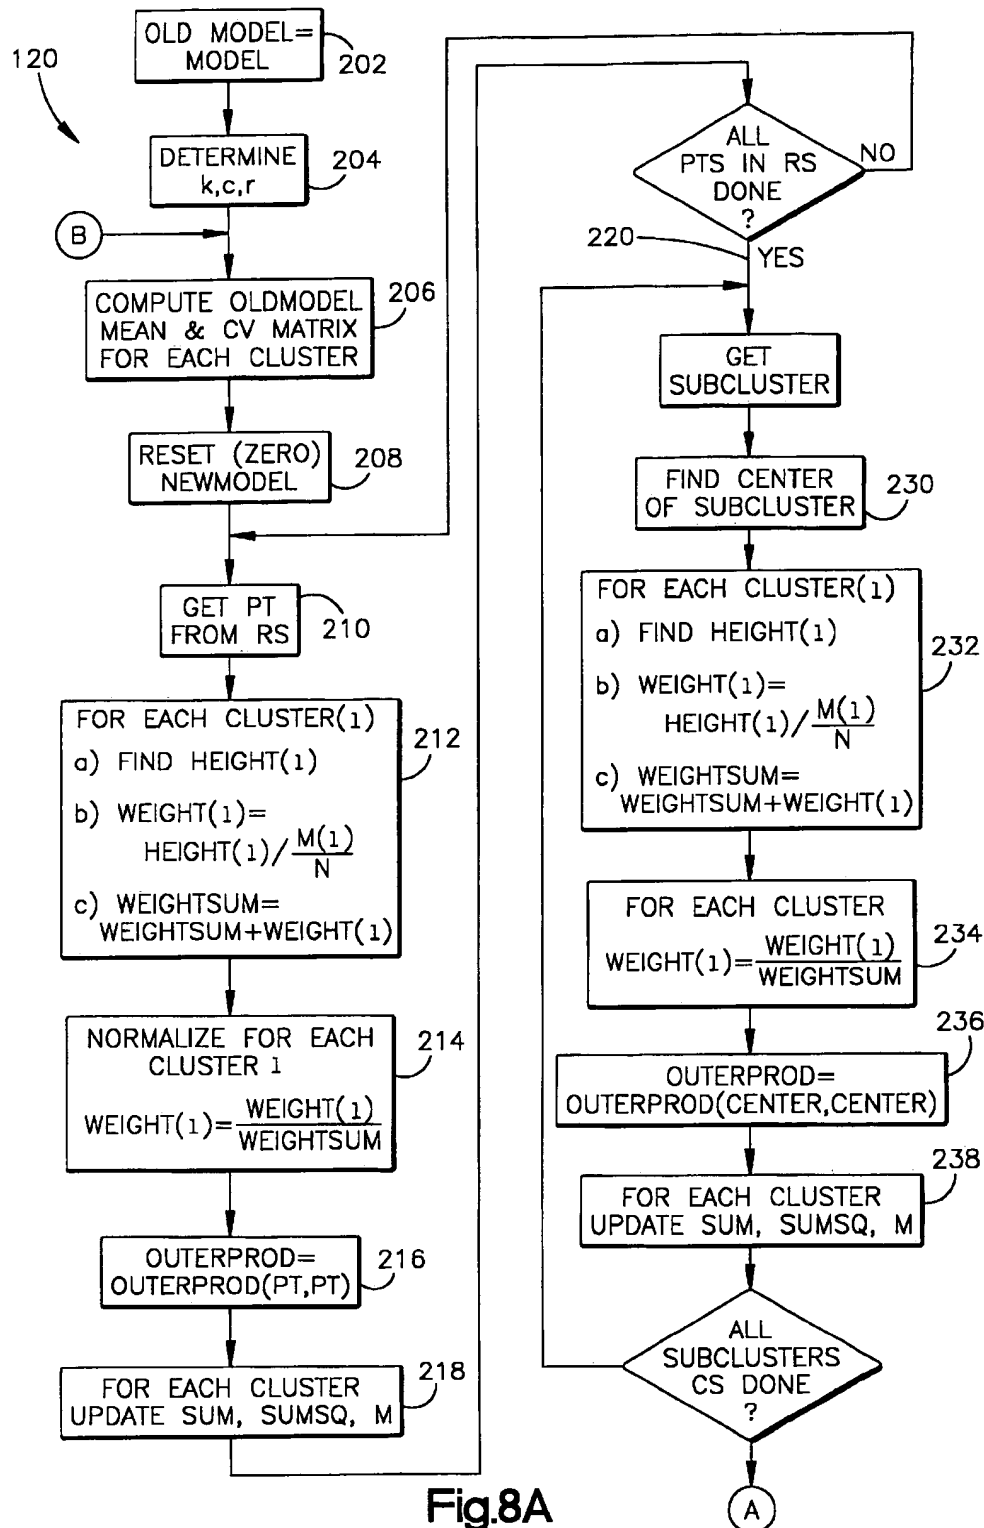 120
OLD MODEL=
MODEL
202
DETERMINE
k,c,r
204
B
COMPUTE OLDMODEL
MEAN & CV MATRIX
FOR EACH CLUSTER
206
RESET (ZERO)
NEWMODEL
208
GET PT
FROM RS
210
FOR EACH CLUSTER(l)
a) FIND HEIGHT(l)
b) WEIGHT(l)=
HEIGHT(l)/M(l)
N
c) WEIGHTSUM=
WEIGHTSUM+WEIGHT(l)
212
NORMALIZE FOR EACH
CLUSTER l
WEIGHT(l)=WEIGHT(l)
WEIGHTSUM
214
OUTERPROD=
OUTERPROD(PT,PT)
216
FOR EACH CLUSTER
UPDATE SUM, SUMSQ, M
218
ALL
PTS IN RS
DONE
?
NO
220
YES
GET
SUBCLUSTER
FIND CENTER
OF SUBCLUSTER
230
FOR EACH CLUSTER(l)
a) FIND HEIGHT(l)
b) WEIGHT(l)=
HEIGHT(l)/M(l)
N
c) WEIGHTSUM=
WEIGHTSUM+WEIGHT(l)
232
FOR EACH CLUSTER
WEIGHT(l)=WEIGHT(l)
WEIGHTSUM
234
OUTERPROD=
OUTERPROD(CENTER,CENTER)
236
FOR EACH CLUSTER
UPDATE SUM, SUMSQ, M
238
ALL
SUBCLUSTERS
CS DONE
?
A
Fig.8A